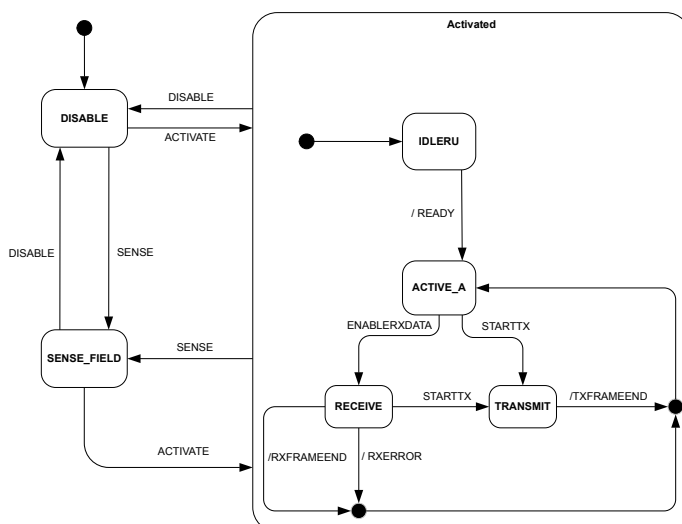 Activated
DISABLE
DISABLE
ACTIVATE
IDLERU
/ READY
DISABLE
SENSE
ACTIVE_A
ENABLERXDATA
STARTTX
SENSE_FIELD
SENSE
RECEIVE
STARTTX
TRANSMIT
/TXFRAMEEND
ACTIVATE
/RXFRAMEEND
/ RXERROR